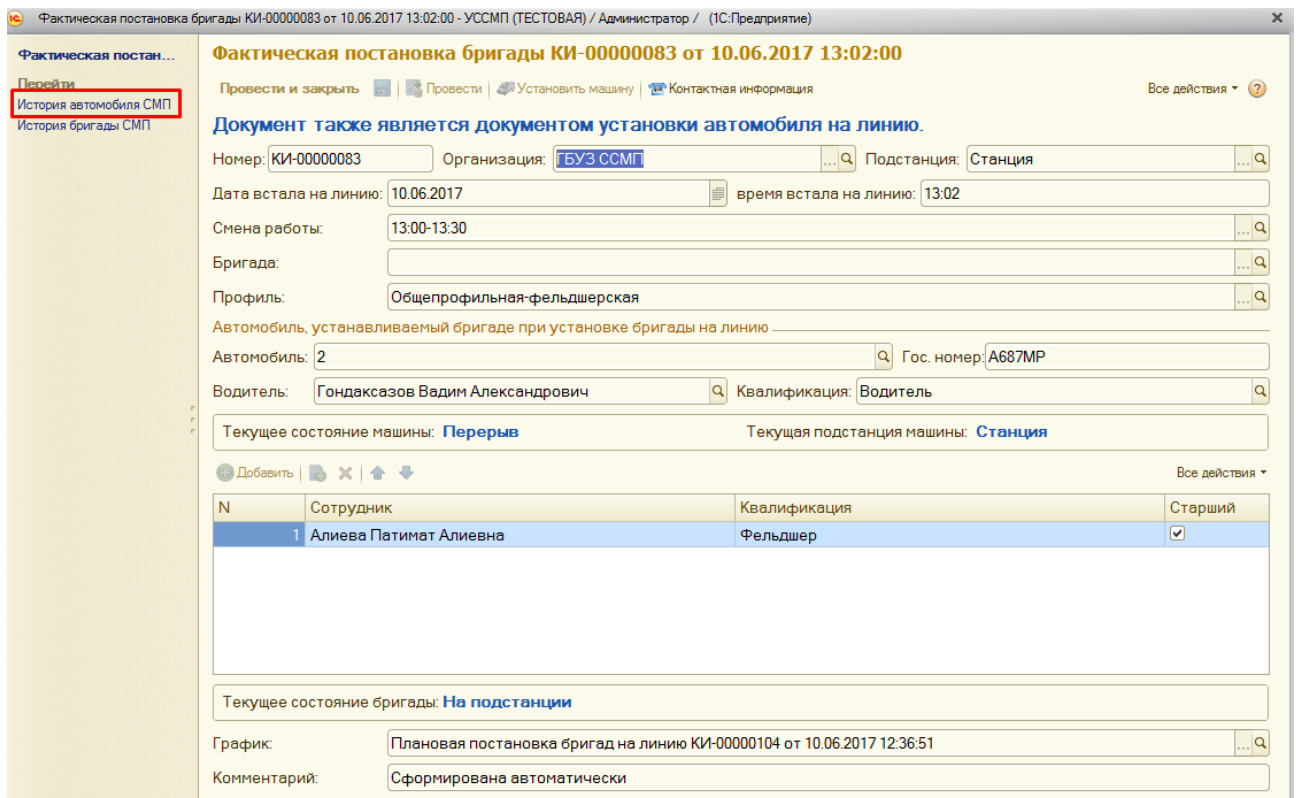 Фактическая постановка бригады КИ-00000083 от 10.06.2017 13:02:00 - УССМП (ТЕСТОВАЯ) / Администратор / (1С:Предприятие)
Фактическая постан...
Перейти
История автомобиля СМП
История бригады СМП
Фактическая постановка бригады КИ-00000083 от 10.06.2017 13:02:00
Провести и закрыть Провести Установить машину Контактная информация Все действия
Документ также является документом установки автомобиля на линию.
Номер: КИ-00000083 Организация: ГБУЗ ССМП ... Подстанция: Станция ...
Дата встала на линию: 10.06.2017 время встала на линию: 13:02
Смена работы: 13:00-13:30 ...
Бригада: ...
Профиль: Общепрофильная-фельдшерская ...
Автомобиль, устанавливаемый бригаде при установке бригады на линию
Автомобиль: 2 Гос. номер: А687МР
Водитель: Гондаксазов Вадим Александрович Квалификация: Водитель
Текущее состояние машины: Перерыв Текущая подстанция машины: Станция
Добавить Все действия
N Сотрудник Квалификация Старший
1 Алиева Патимат Алиевна Фельдшер
Текущее состояние бригады: На подстанции
График: Плановая постановка бригад на линию КИ-00000104 от 10.06.2017 12:36:51 ...
Комментарий: Сформирована автоматически